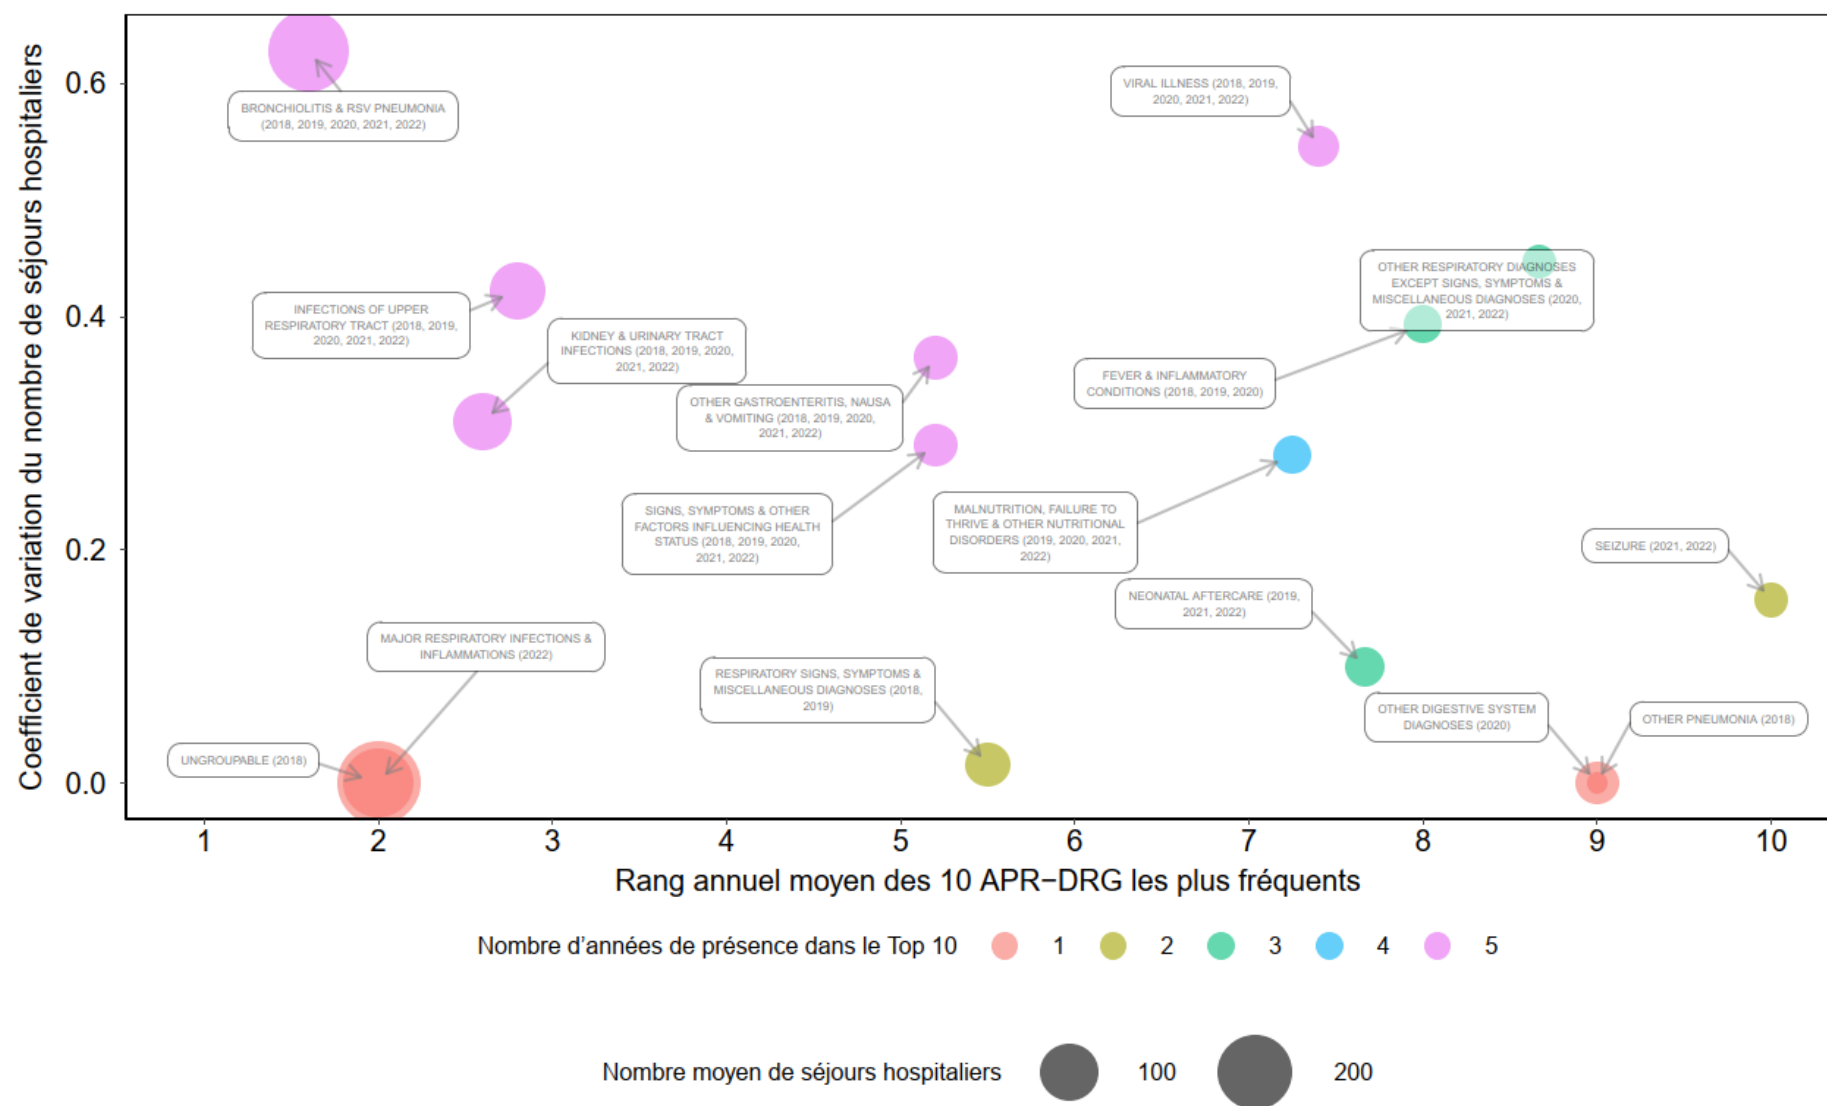 Coefficient de variation du nombre de séjours hospitaliers
0.6
0.4
0.2
0.0
BRONCHIOLITIS & RSV PNEUMONIA
(2018, 2019, 2020, 2021, 2022)
VIRAL ILLNESS (2018, 2019,
2020, 2021, 2022)
INFECTIONS OF UPPER
RESPIRATORY TRACT (2018, 2019,
2020, 2021, 2022)
KIDNEY & URINARY TRACT
INFECTIONS (2018, 2019, 2020,
2021, 2022)
OTHER RESPIRATORY DIAGNOSES
EXCEPT SIGNS, SYMPTOMS &
MISCELLANEOUS DIAGNOSES (2020,
2021, 2022)
OTHER GASTROENTERITIS, NAUSA
& VOMITING (2018, 2019, 2020,
2021, 2022)
FEVER & INFLAMMATORY
CONDITIONS (2018, 2019, 2020)
SIGNS, SYMPTOMS & OTHER
FACTORS INFLUENCING HEALTH
STATUS (2018, 2019, 2020,
2021, 2022)
MALNUTRITION, FAILURE TO
THRIVE & OTHER NUTRITIONAL
DISORDERS (2019, 2020, 2021,
2022)
SEIZURE (2021, 2022)
NEONATAL AFTERCARE (2019,
2021, 2022)
MAJOR RESPIRATORY INFECTIONS &
INFLAMMATIONS (2022)
RESPIRATORY SIGNS, SYMPTOMS &
MISCELLANEOUS DIAGNOSES (2018,
2019)
OTHER DIGESTIVE SYSTEM
DIAGNOSES (2020)
OTHER PNEUMONIA (2018)
UNGROUPABLE (2018)
1 2 3 4 5 6 7 8 9 10
Rang annuel moyen des 10 APR−DRG les plus fréquents
Nombre d’années de présence dans le Top 10 1 2 3 4 5
Nombre moyen de séjours hospitaliers 100 200